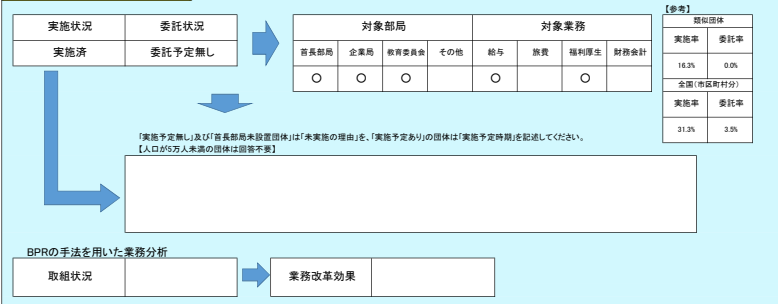 【参考】
実施状況 委託状況
実施済 委託予定無し
対象部局 対象業務
首長部局 企業局 教育委員会 その他 給与 旅費 福利厚生 財務会計
○ ○ ○ ○ ○
類似団体
実施率 委託率
16.3% 0.0%
全国(市区町村分)
実施率 委託率
31.3% 3.5%
「実施予定無し」及び「首長部局未設置団体」は「未実施の理由」を、「実施予定あり」の団体は「実施予定時期」を記述してください。
【人口が5万人未満の団体は回答不要】
BPRの手法を用いた業務分析
取組状況 業務改革効果